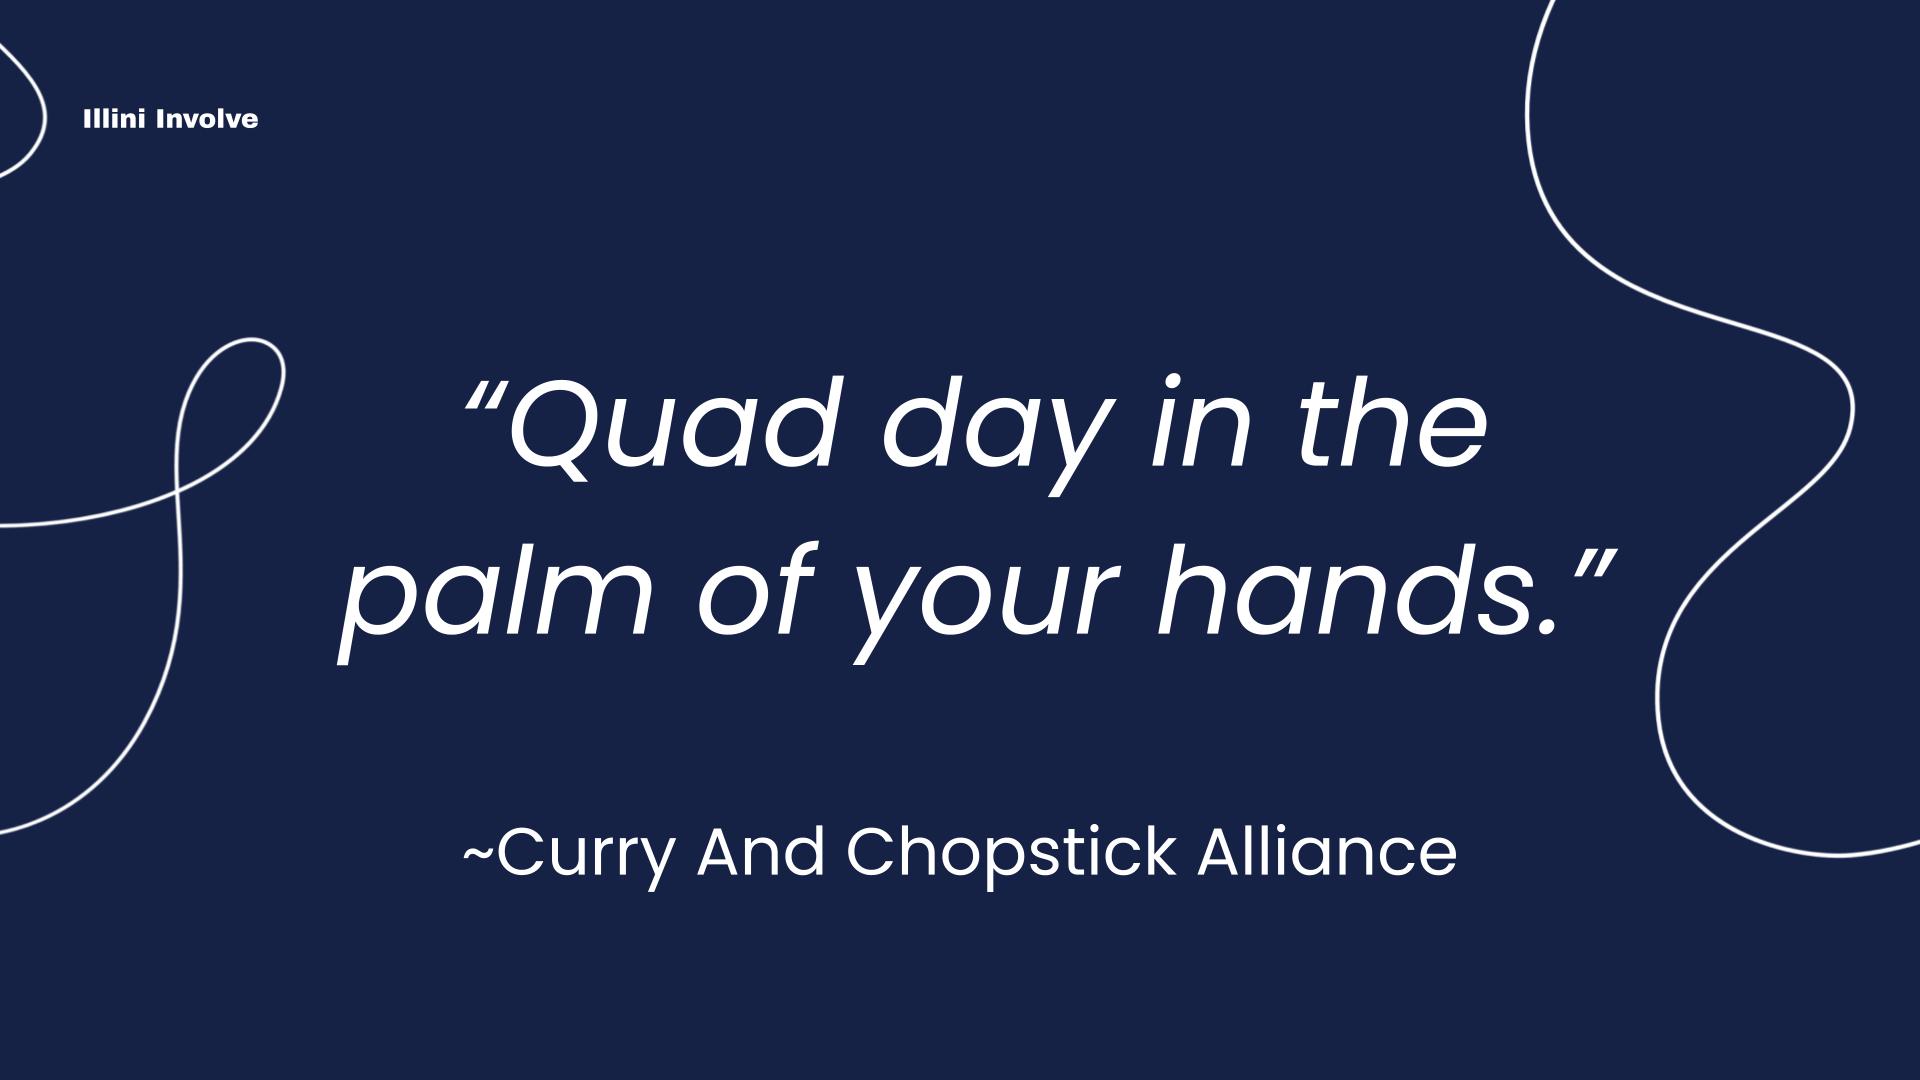 Illini Involve
“Quad day in the
palm of your hands.”
~Curry And Chopstick Alliance